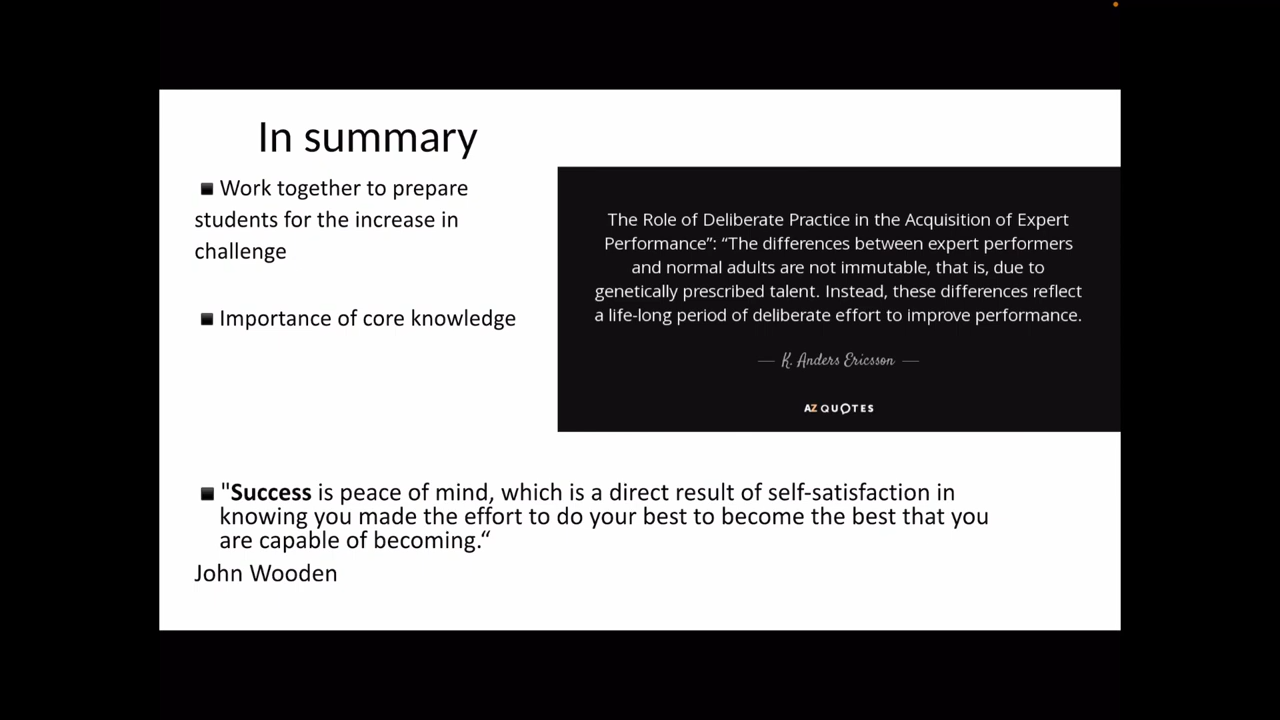 In summary
▪ Work together to prepare
students for the increase in
challenge
▪ Importance of core knowledge
The Role of Deliberate Practice in the Acquisition of Expert
Performance”: “The differences between expert performers
and normal adults are not immutable, that is, due to
genetically prescribed talent. Instead, these differences reflect
a life-long period of deliberate effort to improve performance.
— K. Anders Ericsson —
AZ QUOTES
▪ "Success is peace of mind, which is a direct result of self-satisfaction in
knowing you made the effort to do your best to become the best that you
are capable of becoming.“
John Wooden